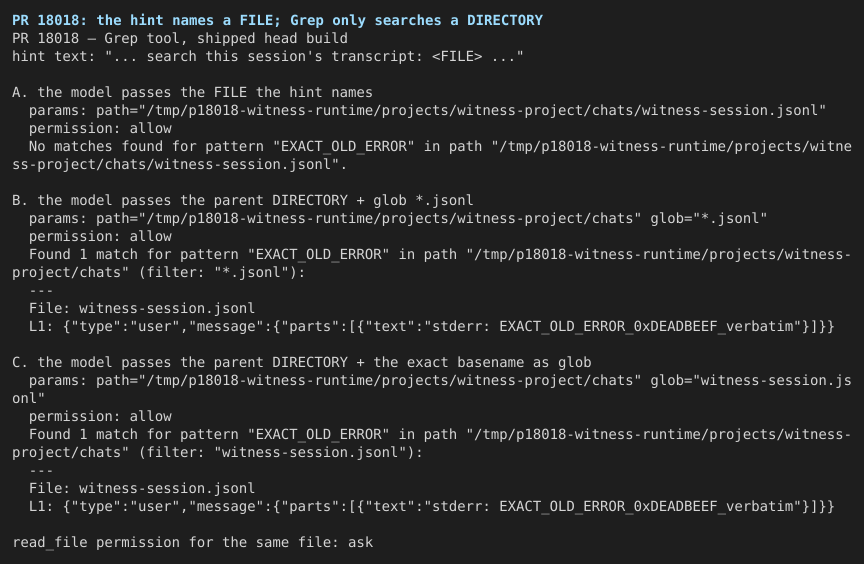 PR 18018: the hint names a FILE; Grep only searches a DIRECTORY
PR 18018 — Grep tool, shipped head build
hint text: "... search this session's transcript: <FILE> ..."

A. the model passes the FILE the hint names
  params: path="/tmp/p18018-witness-runtime/projects/witness-project/chats/witness-session.jsonl"
  permission: allow
  No matches found for pattern "EXACT_OLD_ERROR" in path "/tmp/p18018-witness-runtime/projects/witne
ss-project/chats/witness-session.jsonl".

B. the model passes the parent DIRECTORY + glob *.jsonl
  params: path="/tmp/p18018-witness-runtime/projects/witness-project/chats" glob="*.jsonl"
  permission: allow
  Found 1 match for pattern "EXACT_OLD_ERROR" in path "/tmp/p18018-witness-runtime/projects/witness-
project/chats" (filter: "*.jsonl"):
  ---
  File: witness-session.jsonl
  L1: {"type":"user","message":{"parts":[{"text":"stderr: EXACT_OLD_ERROR_0xDEADBEEF_verbatim"}]}}

C. the model passes the parent DIRECTORY + the exact basename as glob
  params: path="/tmp/p18018-witness-runtime/projects/witness-project/chats" glob="witness-session.js
onl"
  permission: allow
  Found 1 match for pattern "EXACT_OLD_ERROR" in path "/tmp/p18018-witness-runtime/projects/witness-
project/chats" (filter: "witness-session.jsonl"):
  ---
  File: witness-session.jsonl
  L1: {"type":"user","message":{"parts":[{"text":"stderr: EXACT_OLD_ERROR_0xDEADBEEF_verbatim"}]}}

read_file permission for the same file: ask